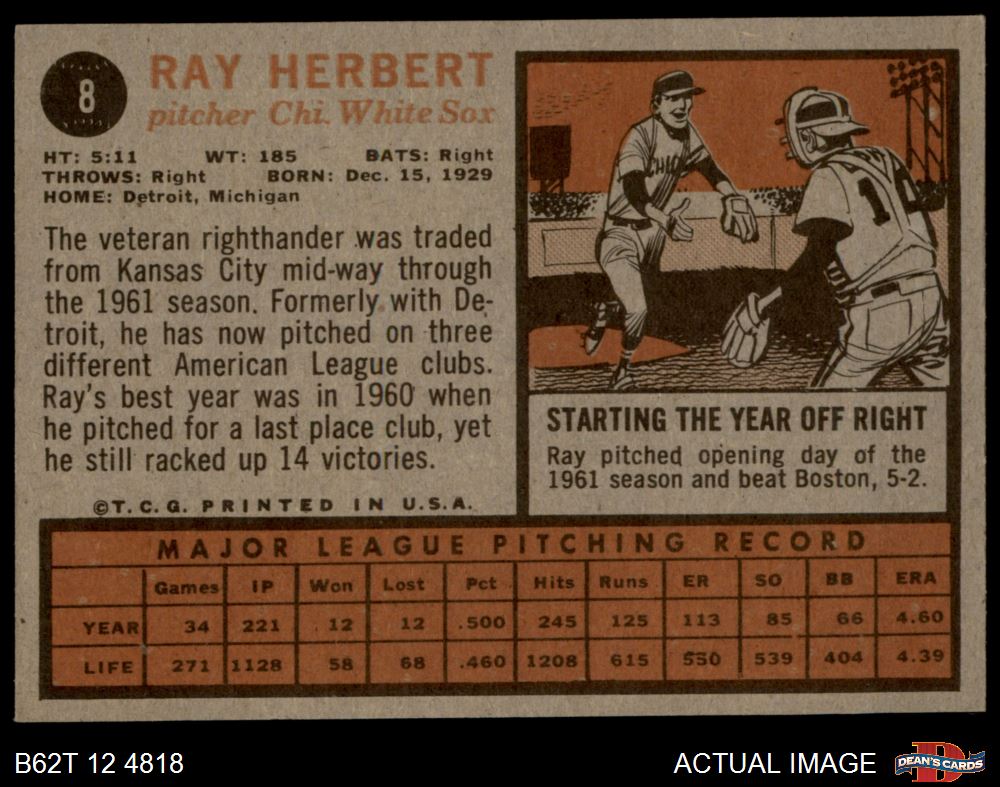 8
RAY HERBERT
pitcher Chi. White Sox
HT: 5:11 WT: 185 BATS: Right
THROWS: Right BORN: Dec. 15, 1929
HOME: Detroit, Michigan
The veteran righthander was traded
from Kansas City mid-way through
the 1961 season. Formerly with De-
troit, he has now pitched on three
different American League clubs.
Ray's best year was in 1960 when
he pitched for a last place club, yet
he still racked up 14 victories.
©T.C.G. PRINTED IN U.S.A.
STARTING THE YEAR OFF RIGHT
Ray pitched opening day of the
1961 season and beat Boston, 5-2.
MAJOR LEAGUE PITCHING RECORD
Games IP Won Lost Pct Hits Runs ER SO BB ERA
YEAR 34 221 12 12 .500 245 125 113 85 66 4.60
LIFE 271 1128 58 68 .460 1208 615 550 539 404 4.39
B62T 12 4818 ACTUAL IMAGE DEAN'S CARDS